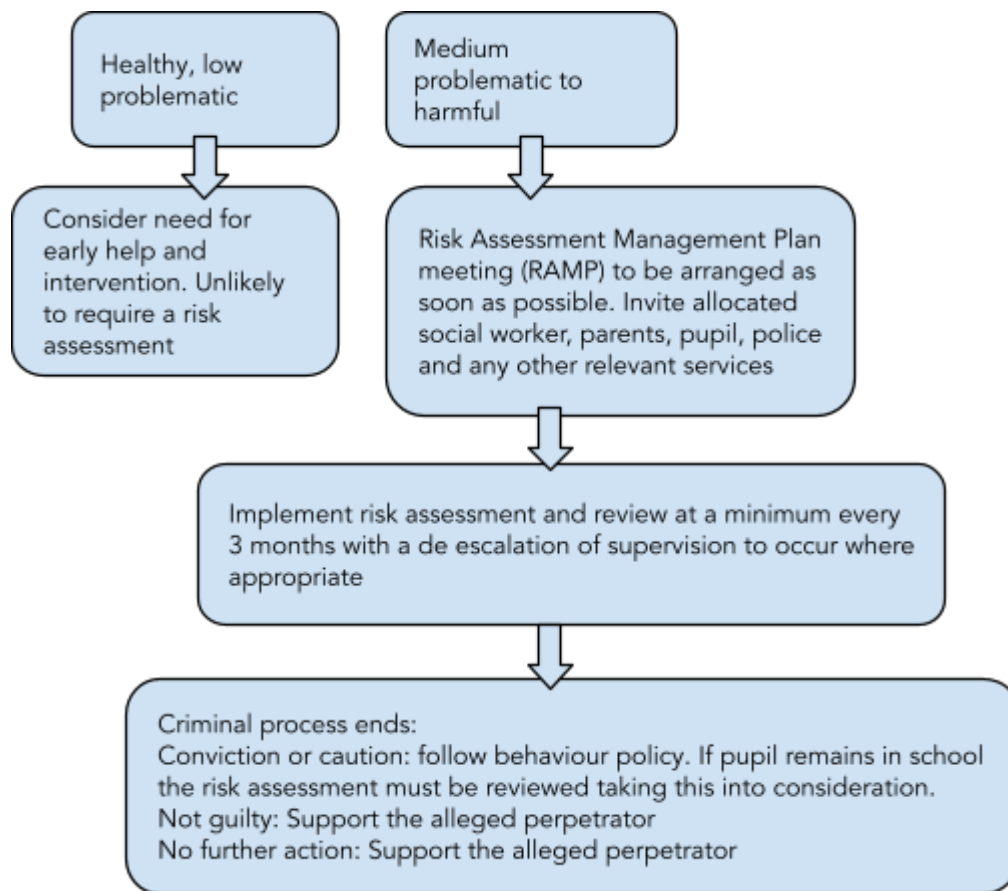 Healthy, low
problematic
Medium
problematic to
harmful
Consider need for
early help and
intervention. Unlikely
to require a risk
assessment
Risk Assessment Management Plan
meeting (RAMP) to be arranged as
soon as possible. Invite allocated
social worker, parents, pupil, police
and any other relevant services
Implement risk assessment and review at a minimum every
3 months with a de escalation of supervision to occur where
appropriate
Criminal process ends:
Conviction or caution: follow behaviour policy. If pupil remains in school
the risk assessment must be reviewed taking this into consideration.
Not guilty: Support the alleged perpetrator
No further action: Support the alleged perpetrator